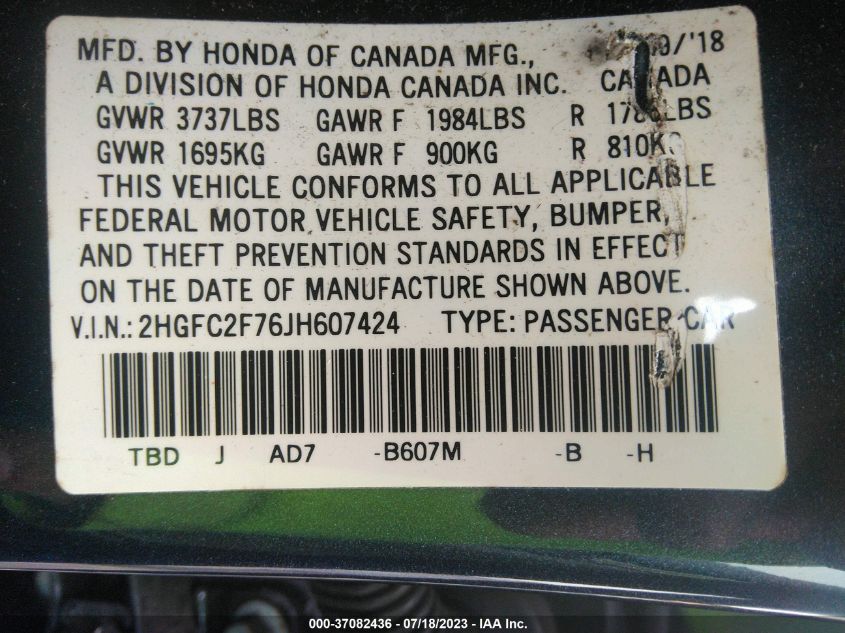 MFD. BY HONDA OF CANADA MFG., /'18
A DIVISION OF HONDA CANADA INC.
GVWR 3737LBS GAWR F 1984LBS R
GVWR 1695KG GAWR F 900KG R
THIS VEHICLE CONFORMS TO ALL APPLICABLE
FEDERAL MOTOR VEHICLE SAFETY, BUMPER,
AND THEFT PREVENTION STANDARDS IN EFFECT
ON THE DATE OF MANUFACTURE SHOWN ABOVE.
V.I.N.: 2HGFC2F76JH607424 TYPE: PASSENGER CAR
TBD J AD7 -B607M -B -H
000-37082436 - 07/18/2023 - IAA Inc.